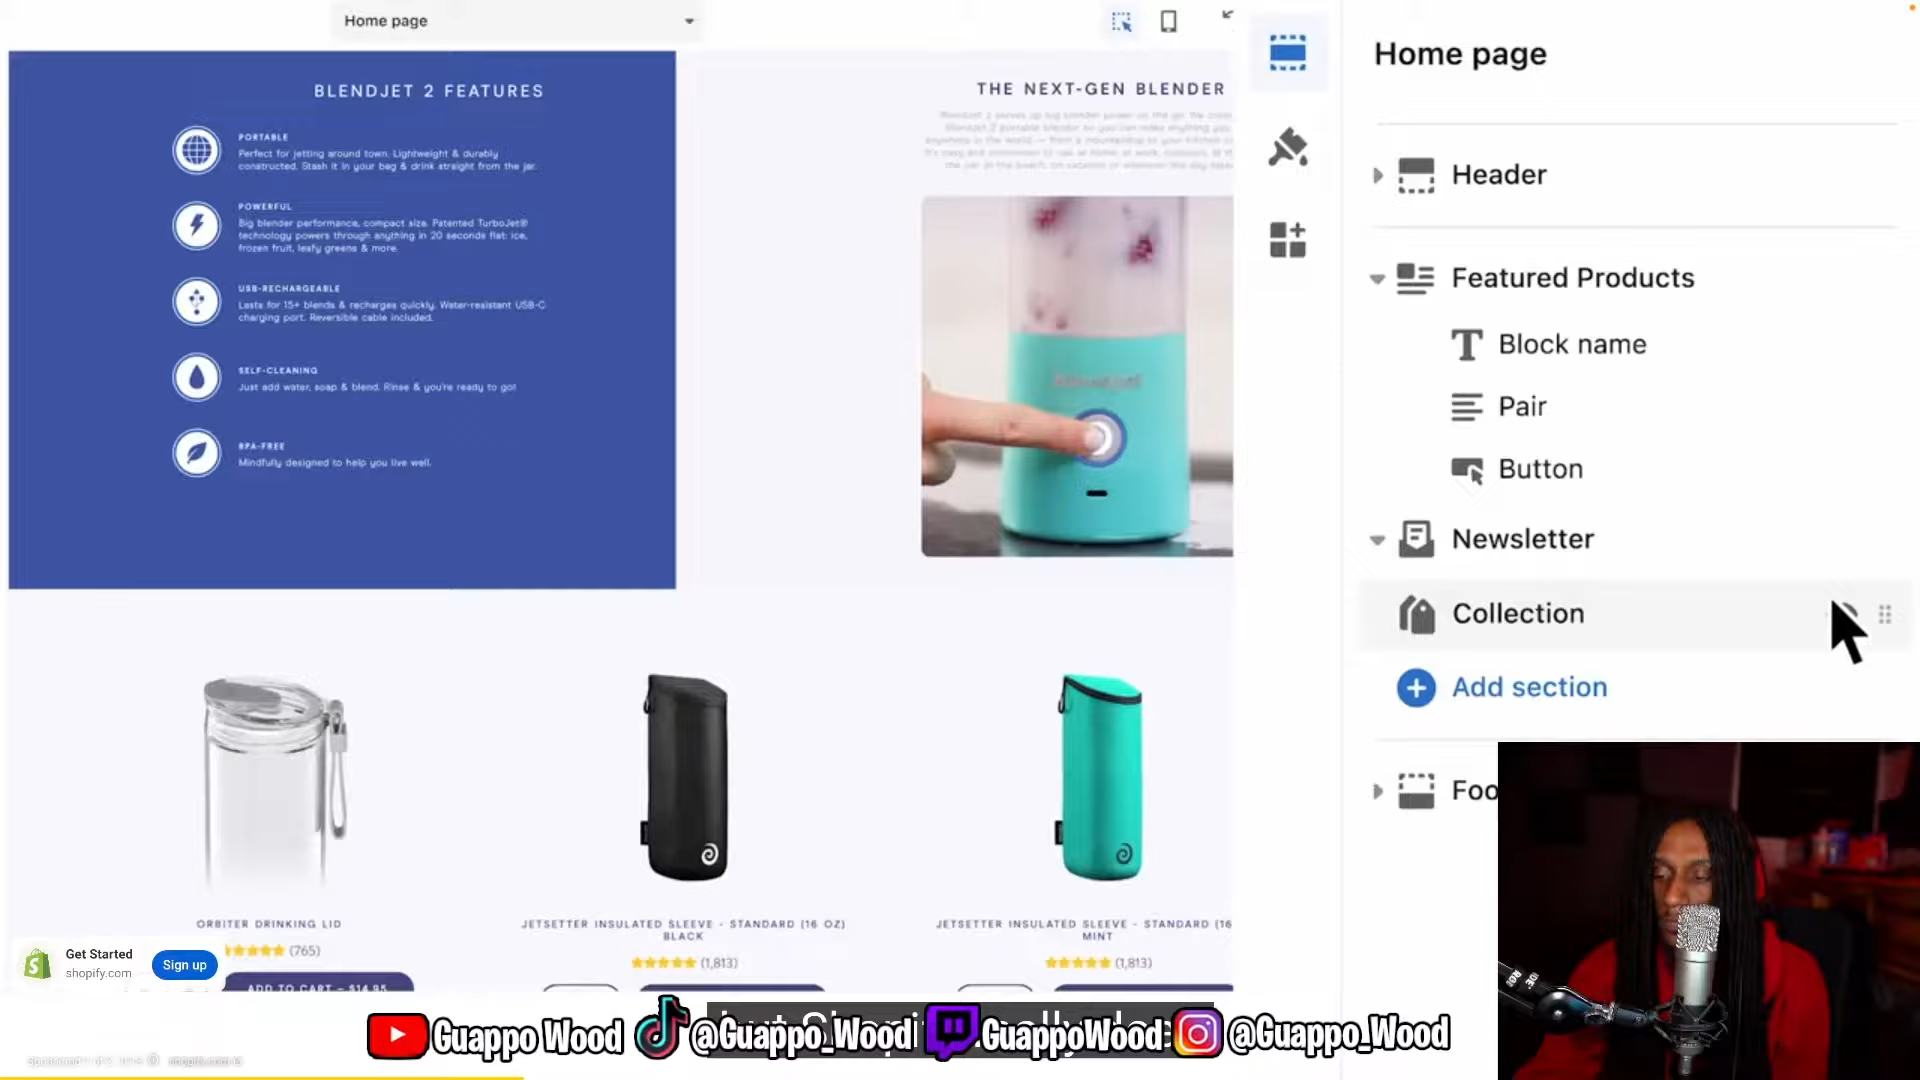 Home page
BLENDJET 2 FEATURES
PORTABLE
Perfect for jetting around town. Lightweight & durably
constructed. Stash it in your bag & drink straight from the jar.
POWERFUL
Big blender performance, compact size. Patented TurboJet®
technology powers through anything in 20 seconds flat: ice,
frozen fruit, leafy greens & more.
USB-RECHARGEABLE
Lasts for 15+ blends & recharges quickly. Water-resistant USB-C
charging port. Reversible cable included.
SELF-CLEANING
Just add water, soap & blend. Rinse & you're ready to go!
BPA-FREE
Mindfully designed to help you live well.
THE NEXT-GEN BLENDER
ORBITER DRINKING LID
(765)
ADD TO CART – $14.95
JETSETTER INSULATED SLEEVE - STANDARD (16 OZ)
BLACK
(1,813)
JETSETTER INSULATED SLEEVE - STANDARD (16
MINT
(1,813)
Home page
Header
Featured Products
Block name
Pair
Button
Newsletter
Collection
Add section
Foo
Get Started
shopify.com
Sign up
Guappo Wood
@Guappo_Wood
GuappoWood
@Guappo_Wood